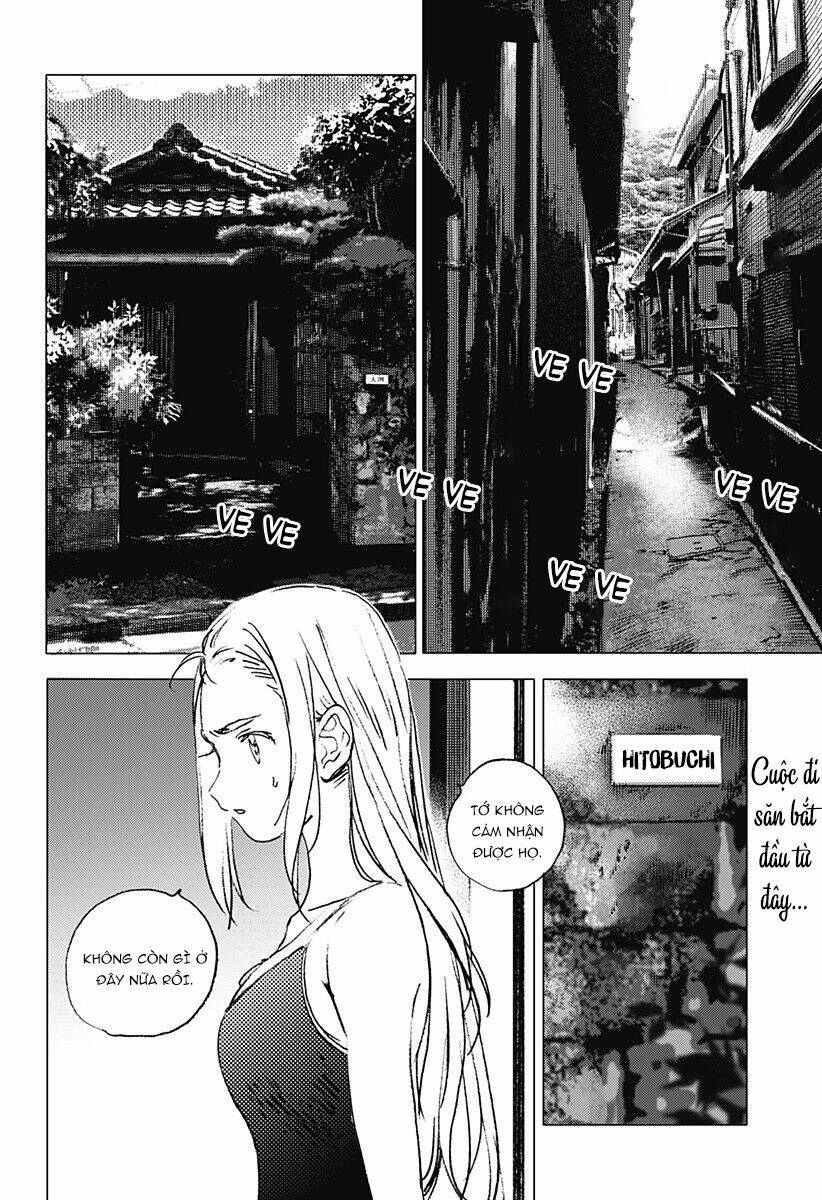 VE VE
VE VE
VE VE
VE VE
VE VE
HITOBUCHI
Cuộc đi
săn bắt
đầu từ
đây...
TỚ KHÔNG
CẢM NHẬN
ĐƯỢC HỌ.
KHÔNG CÒN GÌ Ở
ĐÂY NỮA RỒI.